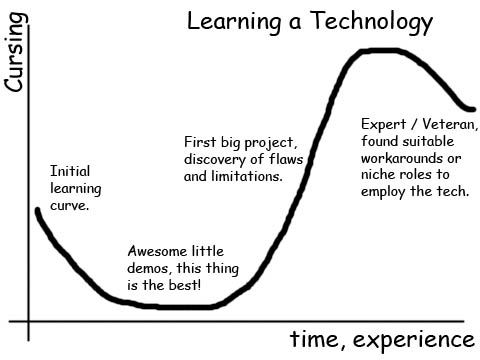 Learning a Technology
Cursing
Initial
learning
curve.
Awesome little
demos, this thing
is the best!
First big project,
discovery of flaws
and limitations.
Expert / Veteran,
found suitable
workarounds or
niche roles to
employ the tech.
time, experience